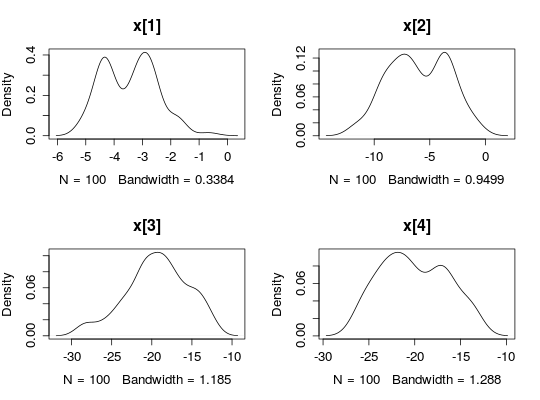 x[1]
Density
0.0 0.2 0.4
-6 -5 -4 -3 -2 -1 0
N = 100 Bandwidth = 0.3384
x[2]
Density
0.00 0.06 0.12
-10 -5 0
N = 100 Bandwidth = 0.9499
x[3]
Density
0.00 0.06
-30 -25 -20 -15 -10
N = 100 Bandwidth = 1.185
x[4]
Density
0.00 0.06
-30 -25 -20 -15 -10
N = 100 Bandwidth = 1.288